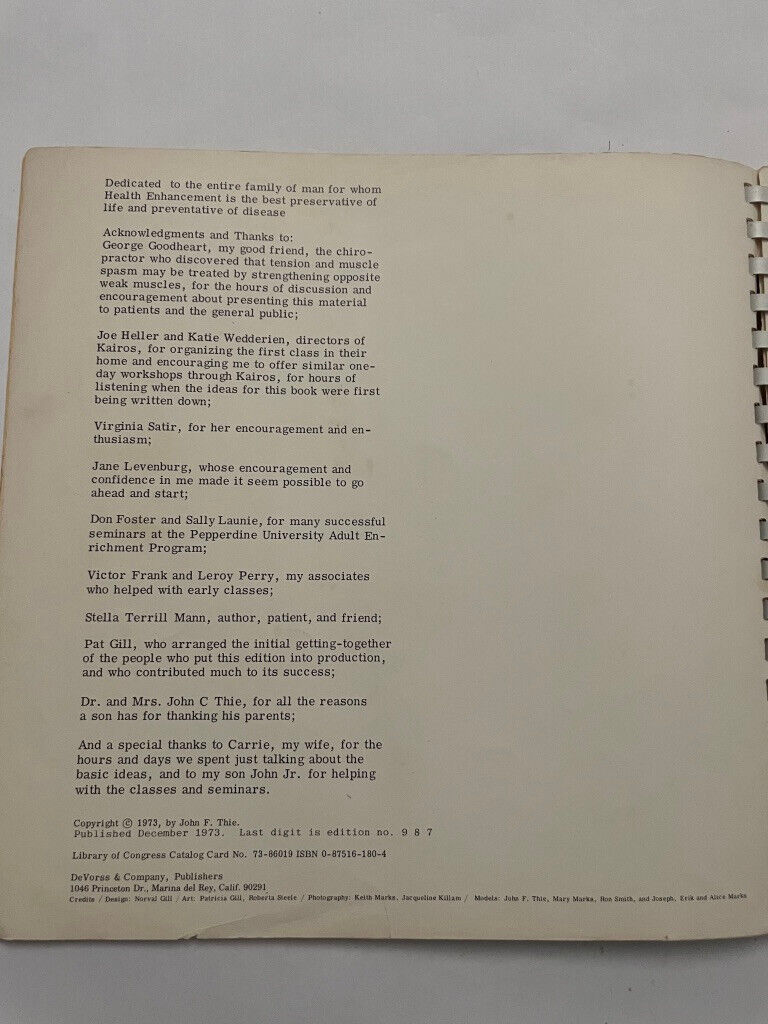 Dedicated to the entire family of man for whom
Health Enhancement is the best preservative of
life and preventative of disease
Acknowledgments and Thanks to:
George Goodheart, my good friend, the chiro-
practor who discovered that tension and muscle
spasm may be treated by strengthening opposite
weak muscles, for the hours of discussion and
encouragement about presenting this material
to patients and the general public;
Joe Heller and Katie Wedderien, directors of
Kairos, for organizing the first class in their
home and encouraging me to offer similar one-
day workshops through Kairos, for hours of
listening when the ideas for this book were first
being written down;
Virginia Satir, for her encouragement and en-
thusiasm;
Jane Levenburg, whose encouragement and
confidence in me made it seem possible to go
ahead and start;
Don Foster and Sally Launie, for many successful
seminars at the Pepperdine University Adult En-
richment Program;
Victor Frank and Leroy Perry, my associates
who helped with early classes;
Stella Terrill Mann, author, patient, and friend;
Pat Gill, who arranged the initial getting-together
of the people who put this edition into production,
and who contributed much to its success;
Dr. and Mrs. John C Thie, for all the reasons
a son has for thanking his parents;
And a special thanks to Carrie, my wife, for the
hours and days we spent just talking about the
basic ideas, and to my son John Jr. for helping
with the classes and seminars.
Copyright © 1973, by John F. Thie.
Published December 1973. Last digit is edition no. 9 8 7
Library of Congress Catalog Card No. 73-86019 ISBN 0-87516-180-4
DeVorss & Company, Publishers
1046 Princeton Dr., Marina del Rey, Calif. 90291
Credits / Design: Norval Gill / Art: Patricia Gill, Roberta Steele / Photography: Keith Marks, Jacqueline Killam / Models: John F. Thie, Mary Marks, Ron Smith, and Joseph, Erik and Alice Marks